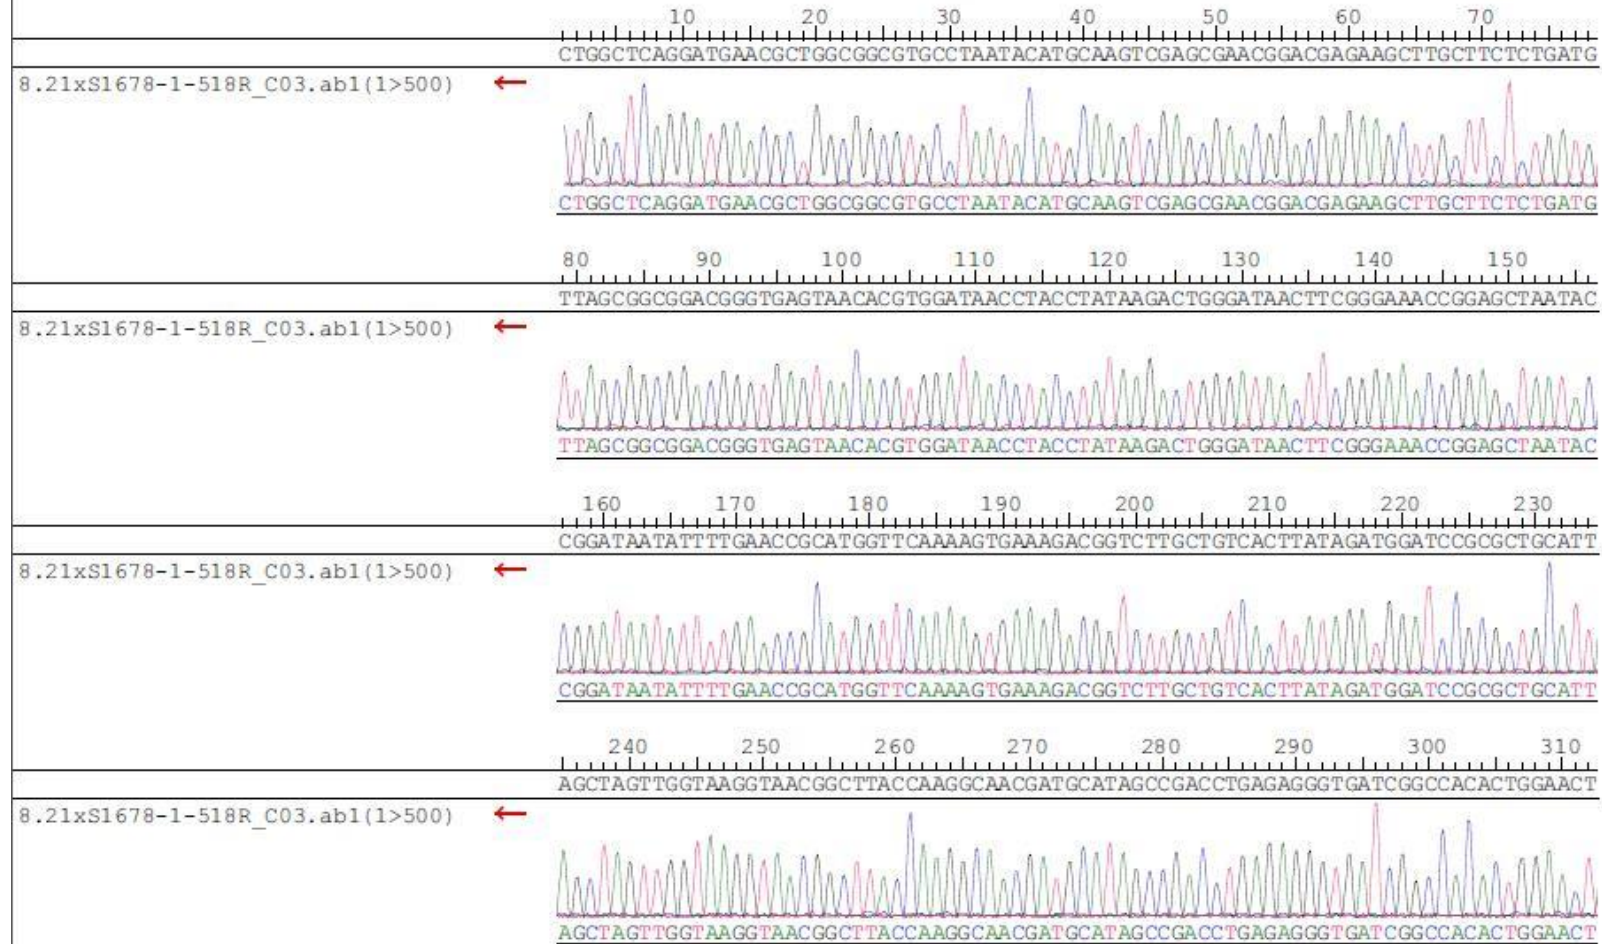 10 20 30 40 50 60 70
CTGGCTCAGGATGAACGCTGGCGGCGTGCCTAATACATGCAAGTCGAGCGAACGGACGAGAAGCTTGCTTCTCTGATG
8.21xS1678-1-518R_C03.ab1(1>500) ←
CTGGCTCAGGATGAACGCTGGCGGCGTGCCTAATACATGCAAGTCGAGCGAACGGACGAGAAGCTTGCTTCTCTGATG
80 90 100 110 120 130 140 150
TTAGCGGCGGACGGGTGAGTAACACGTGGATAACCTACCTATAAGACTGGGATAACTTCGGGAAACCGGAGCTAATAC
8.21xS1678-1-518R_C03.ab1(1>500) ←
TTAGCGGCGGACGGGTGAGTAACACGTGGATAACCTACCTATAAGACTGGGATAACTTCGGGAAACCGGAGCTAATAC
160 170 180 190 200 210 220 230
CGGATAATATTTTGAACCGCATGGTTCAAAAGTGAAAGACGGTCTTGCTGTCACTTATAGATGGATCCGCGCTGCATT
8.21xS1678-1-518R_C03.ab1(1>500) ←
CGGATAATATTTTGAACCGCATGGTTCAAAAGTGAAAGACGGTCTTGCTGTCACTTATAGATGGATCCGCGCTGCATT
240 250 260 270 280 290 300 310
AGCTAGTTGGTAAGGTAACGGCTTACCAAGGCAACGATGCATAGCCGACCTGAGAGGGTGATCGGCCACACTGGAACT
8.21xS1678-1-518R_C03.ab1(1>500) ←
AGCTAGTTGGTAAGGTAACGGCTTACCAAGGCAACGATGCATAGCCGACCTGAGAGGGTGATCGGCCACACTGGAACT